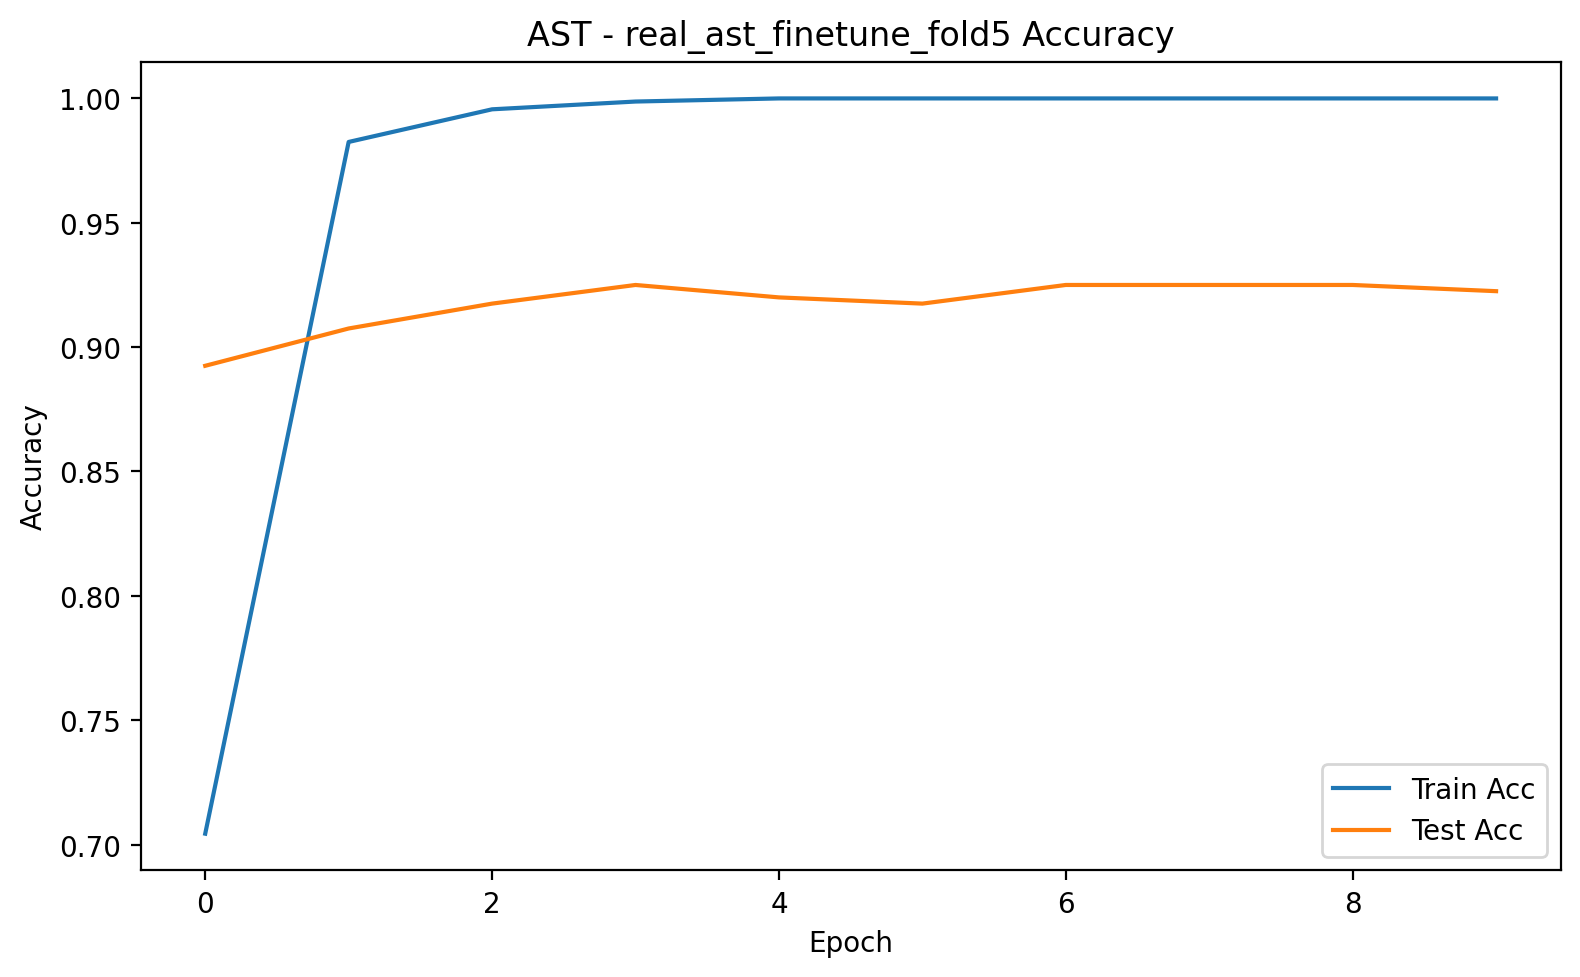 AST - real_ast_finetune_fold5 Accuracy
1.00
0.95
0.90
0.85
0.80
0.75
0.70
Accuracy
0 2 4 6 8
Epoch
Train Acc
Test Acc